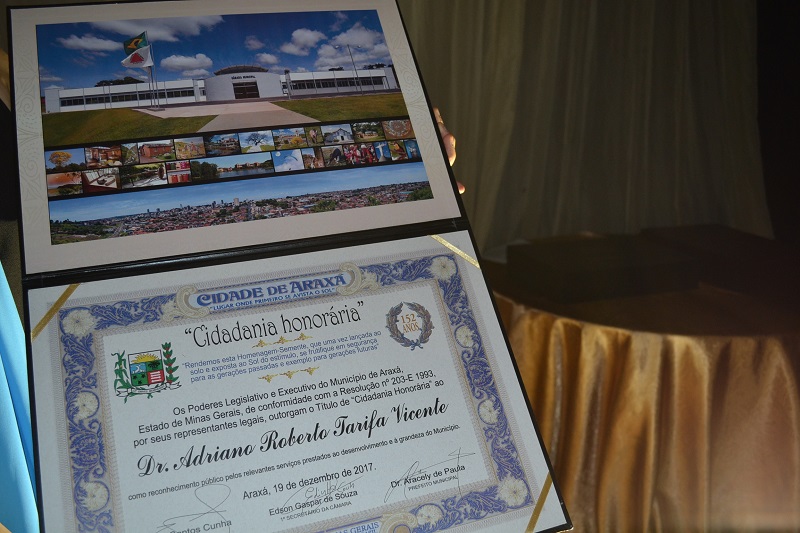 CIDADE DE ARAXÁ
"LUGAR ONDE PRIMEIRO SE AVISTA O SOL"
"Cidadania honorária"
152 ANOS
"Rendemos esta Homenagem-Semente, que uma vez lançada ao
solo e exposta ao Sol do estímulo, se frutifique em segurança
para as gerações passadas e exemplo para gerações futuras"
Os Poderes Legislativo e Executivo do Município de Araxá,
Estado de Minas Gerais, de conformidade com a Resolução nº 203-E 1993,
por seus representantes legais, outorgam o Título de "Cidadania Honorária" ao
Dr. Adriano Roberto Tarifa Vicente
como reconhecimento público pelos relevantes serviços prestados ao desenvolvimento e à grandeza do Município.
Araxá, 19 de dezembro de 2017.
Santos Cunha
Edson Gaspar de Souza
1º SECRETÁRIO DA CÂMARA
Dr. Aracely de Paula
PREFEITO MUNICIPAL
GERAIS